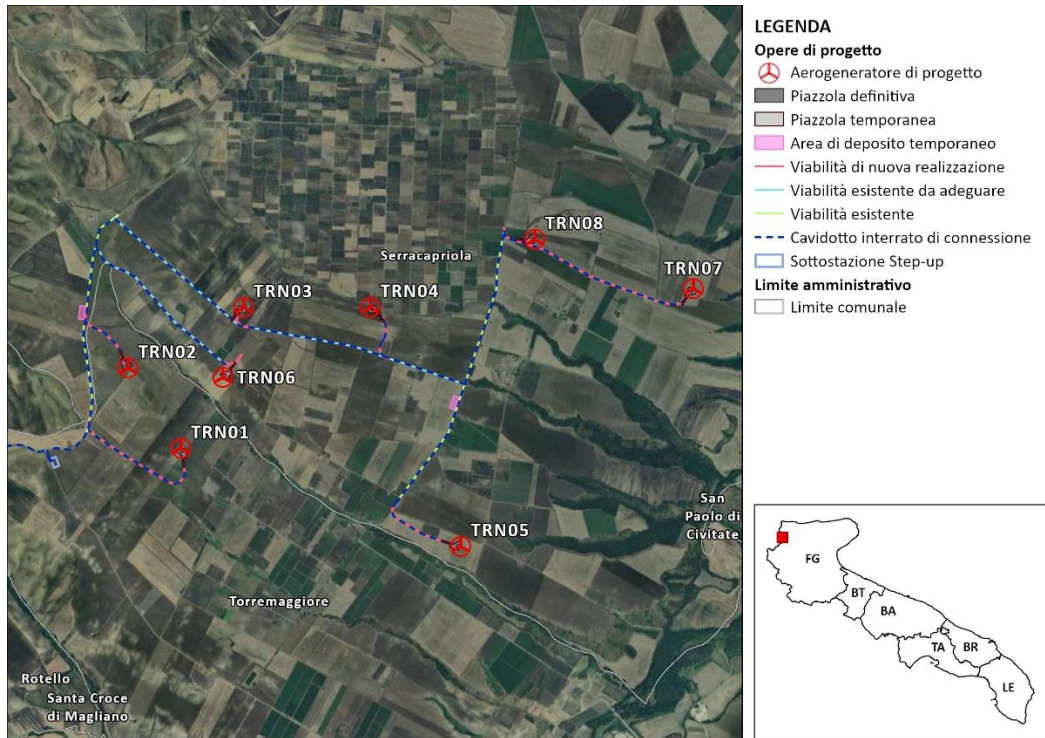 TRN08
Serracapriola
TRN07
TRN03
TRN04
TRN02
TRN06
TRN01
San
Paolo di
Civitate
TRN05
Torremaggiore
Rotello
Santa Croce
di Magliano
LEGENDA
Opere di progetto
Aerogeneratore di progetto
Piazzola definitiva
Piazzola temporanea
Area di deposito temporaneo
Viabilità di nuova realizzazione
Viabilità esistente da adeguare
Viabilità esistente
Cavidotto interrato di connessione
Sottostazione Step-up
Limite amministrativo
Limite comunale
FG
BT
BA
TA
BR
LE